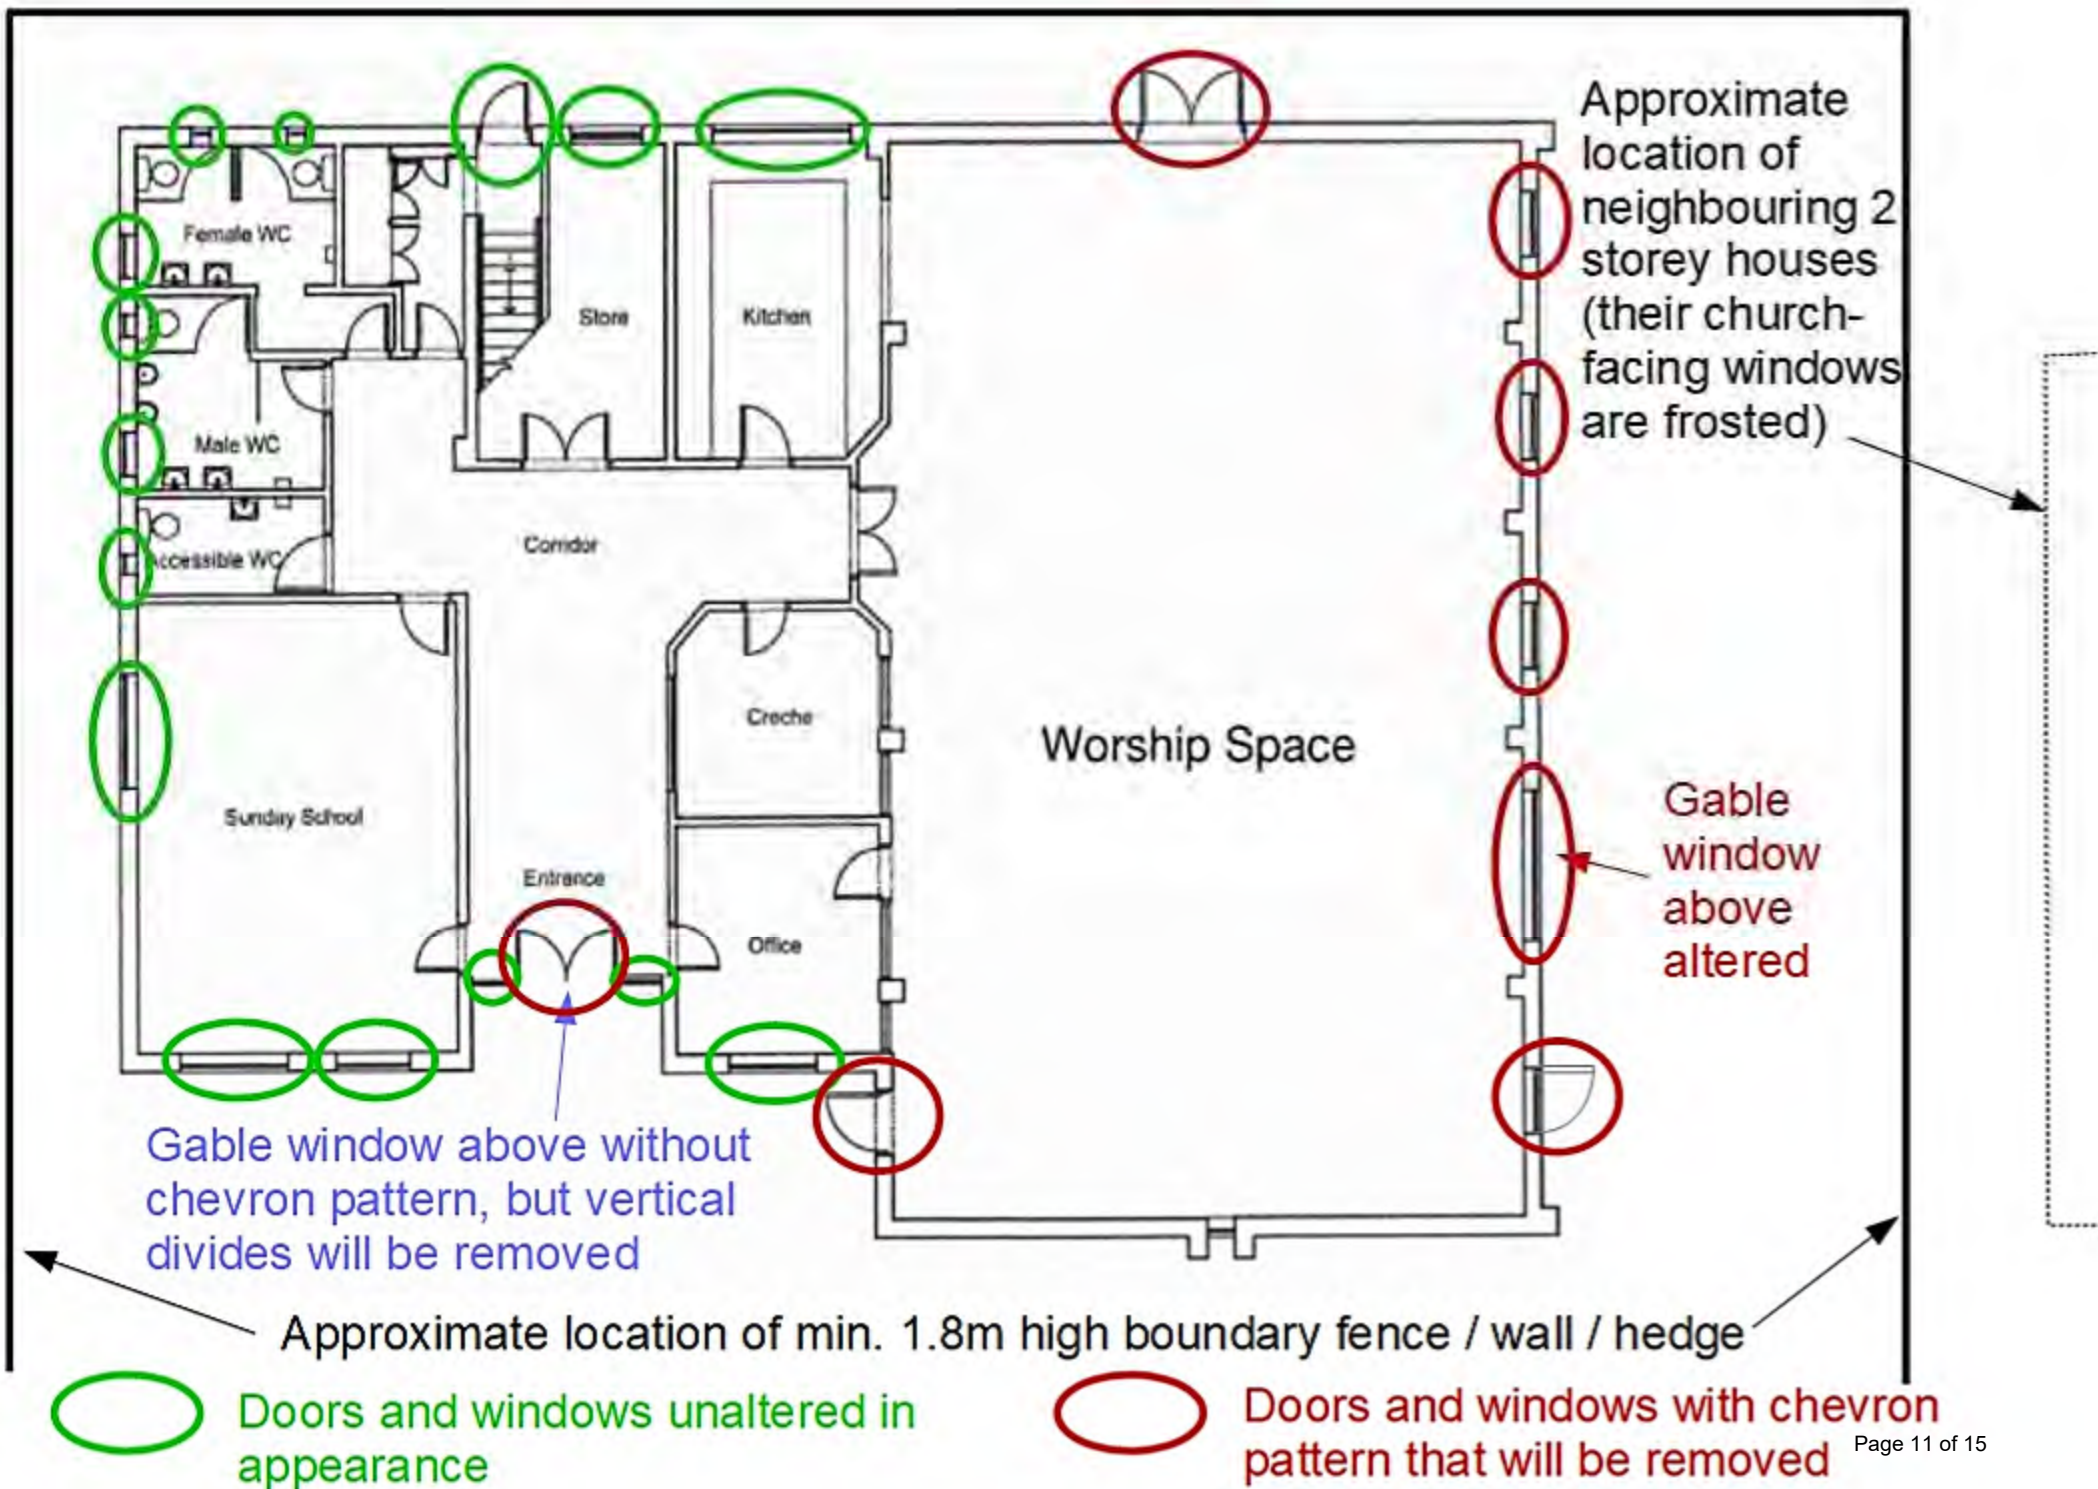 Approximate
location of
neighbouring 2
storey houses
(their church-
facing windows
are frosted)
Female WC
Store
Kitchen
Male WC
Corridor
Accessible WC
Creche
Worship Space
Sunday School
Gable
window
above
altered
Entrance
Office
Gable window above without
chevron pattern, but vertical
divides will be removed
Approximate location of min. 1.8m high boundary fence / wall / hedge
Doors and windows unaltered in
appearance
Doors and windows with chevron
pattern that will be removed
Page 11 of 15